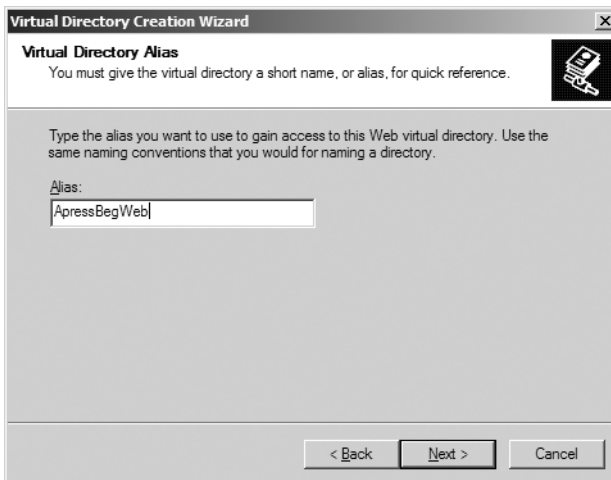 Virtual Directory Creation Wizard
Virtual Directory Alias
You must give the virtual directory a short name, or alias, for quick reference.
Type the alias you want to use to gain access to this Web virtual directory. Use the
same naming conventions that you would for naming a directory.
Alias:
ApressBegWeb
< Back Next > Cancel